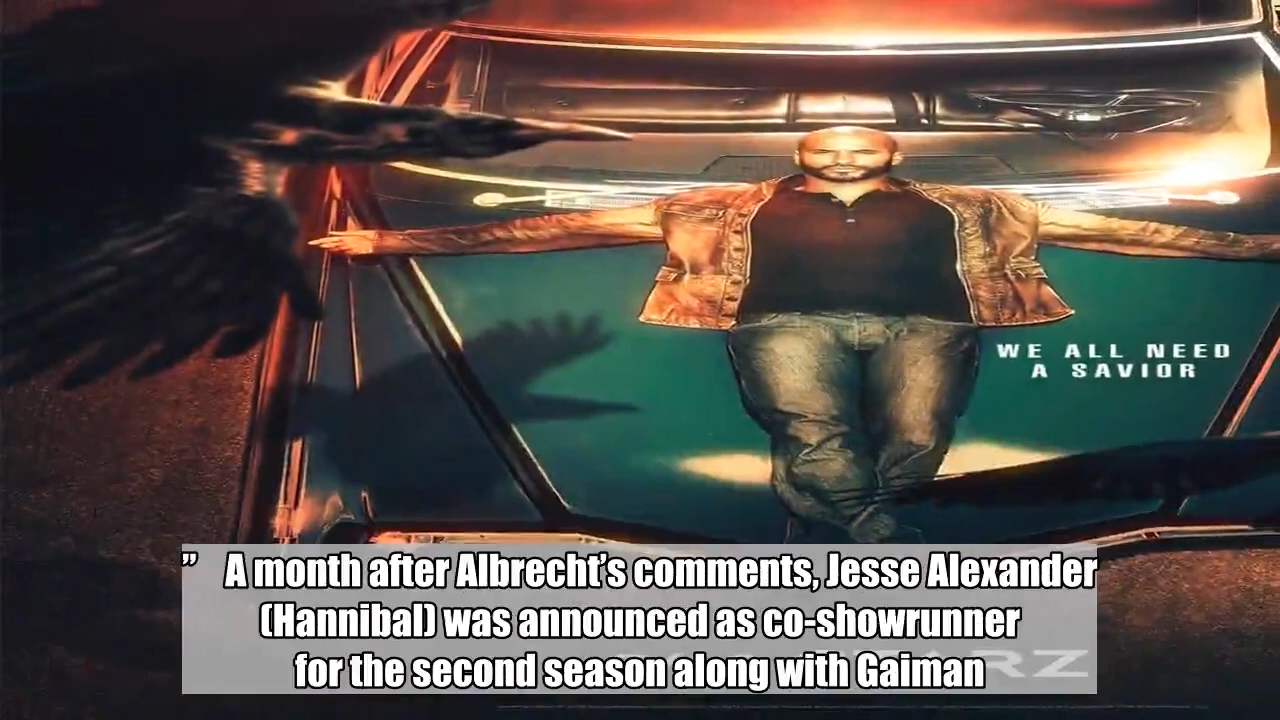 WE ALL NEED
A SAVIOR
” A month after Albrecht’s comments, Jesse Alexander
(Hannibal) was announced as co-showrunner
for the second season along with Gaiman